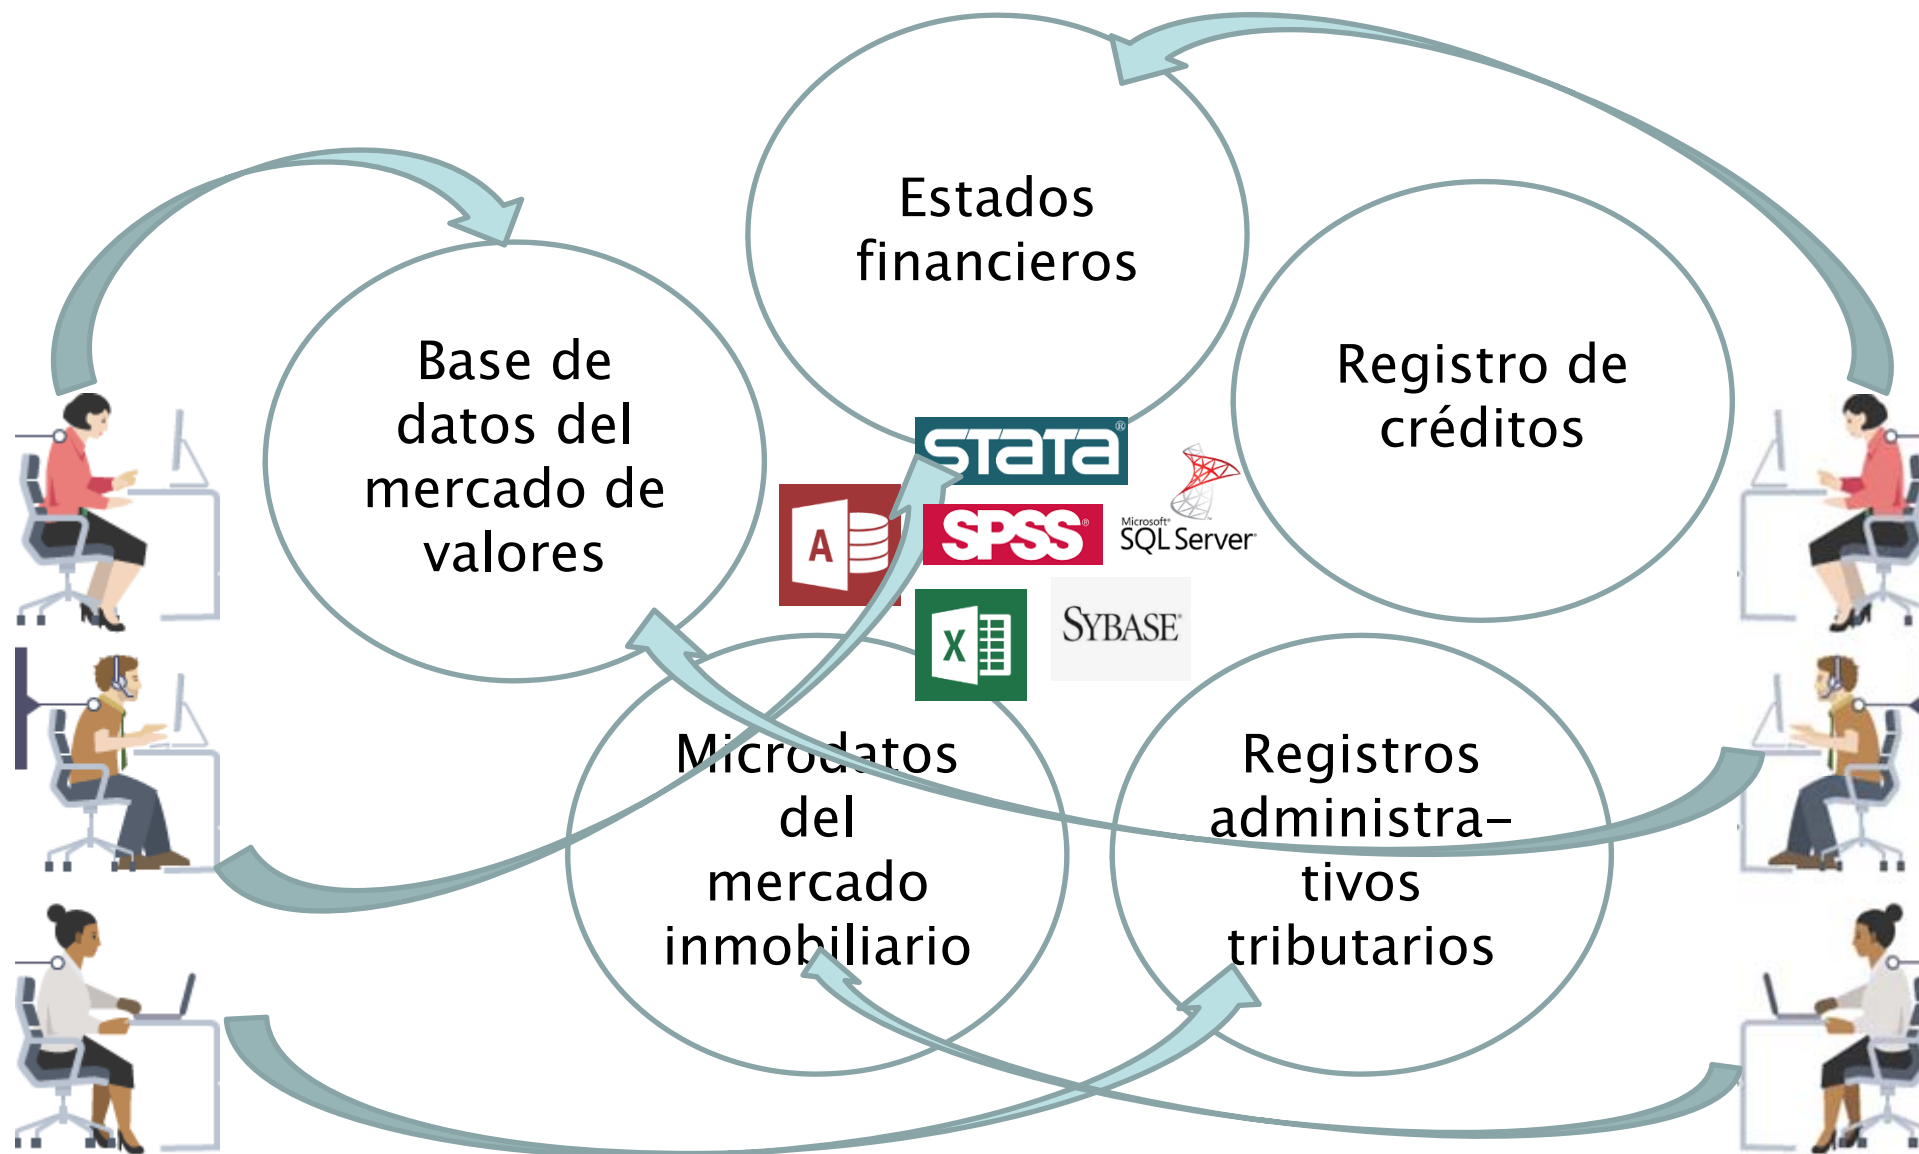 Estados
financieros
Base de
datos del
mercado de
valores
Registro de
créditos
STATA®
A
SPSS®
Microsoft®
SQL Server®
X
SYBASE®
Microdatos
del
mercado
inmobiliario
Registros
administra-
tivos
tributarios